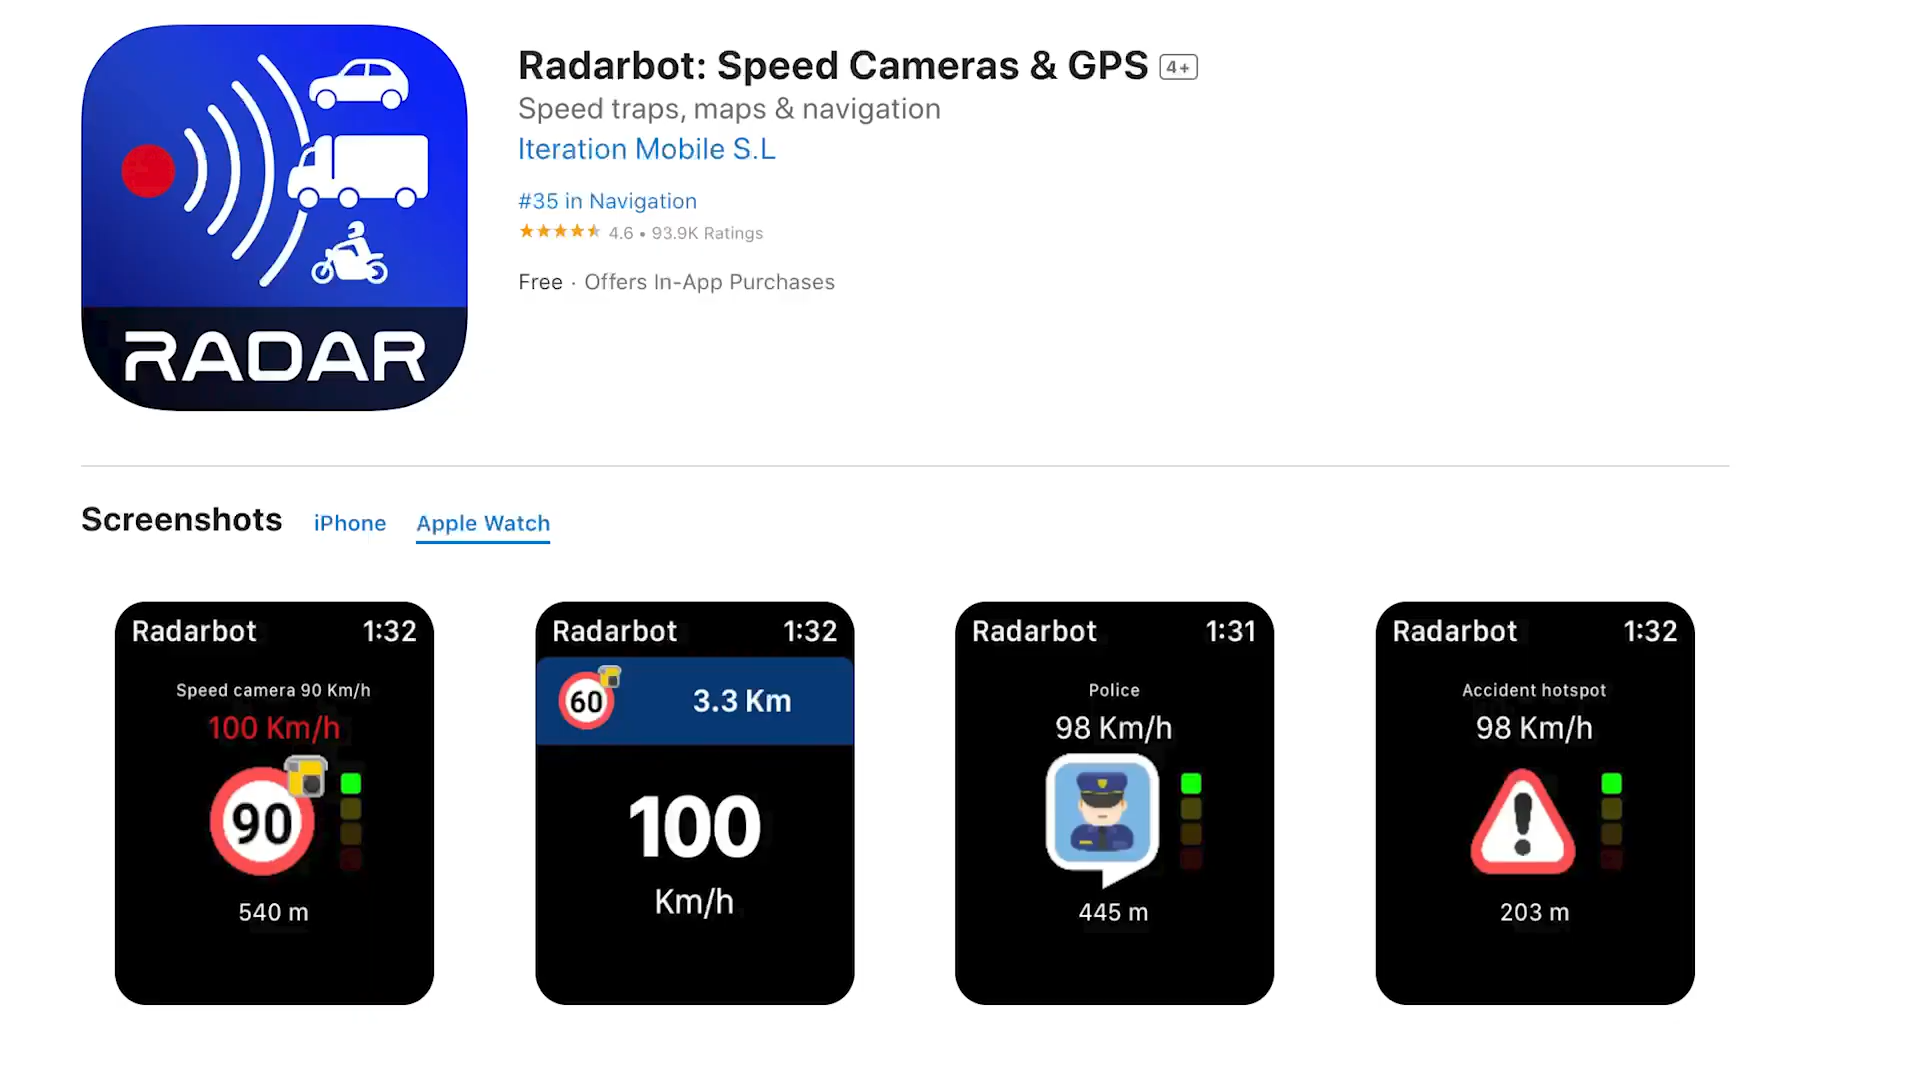 Radarbot: Speed Cameras & GPS 4+
Speed traps, maps & navigation
Iteration Mobile S.L
#35 in Navigation
4.6 • 93.9K Ratings
Free · Offers In-App Purchases
RADAR
Screenshots iPhone Apple Watch
Radarbot 1:32
Speed camera 90 Km/h
100 Km/h
90
540 m
Radarbot 1:32
60 3.3 Km
100
Km/h
Radarbot 1:31
Police
98 Km/h
445 m
Radarbot 1:32
Accident hotspot
98 Km/h
203 m